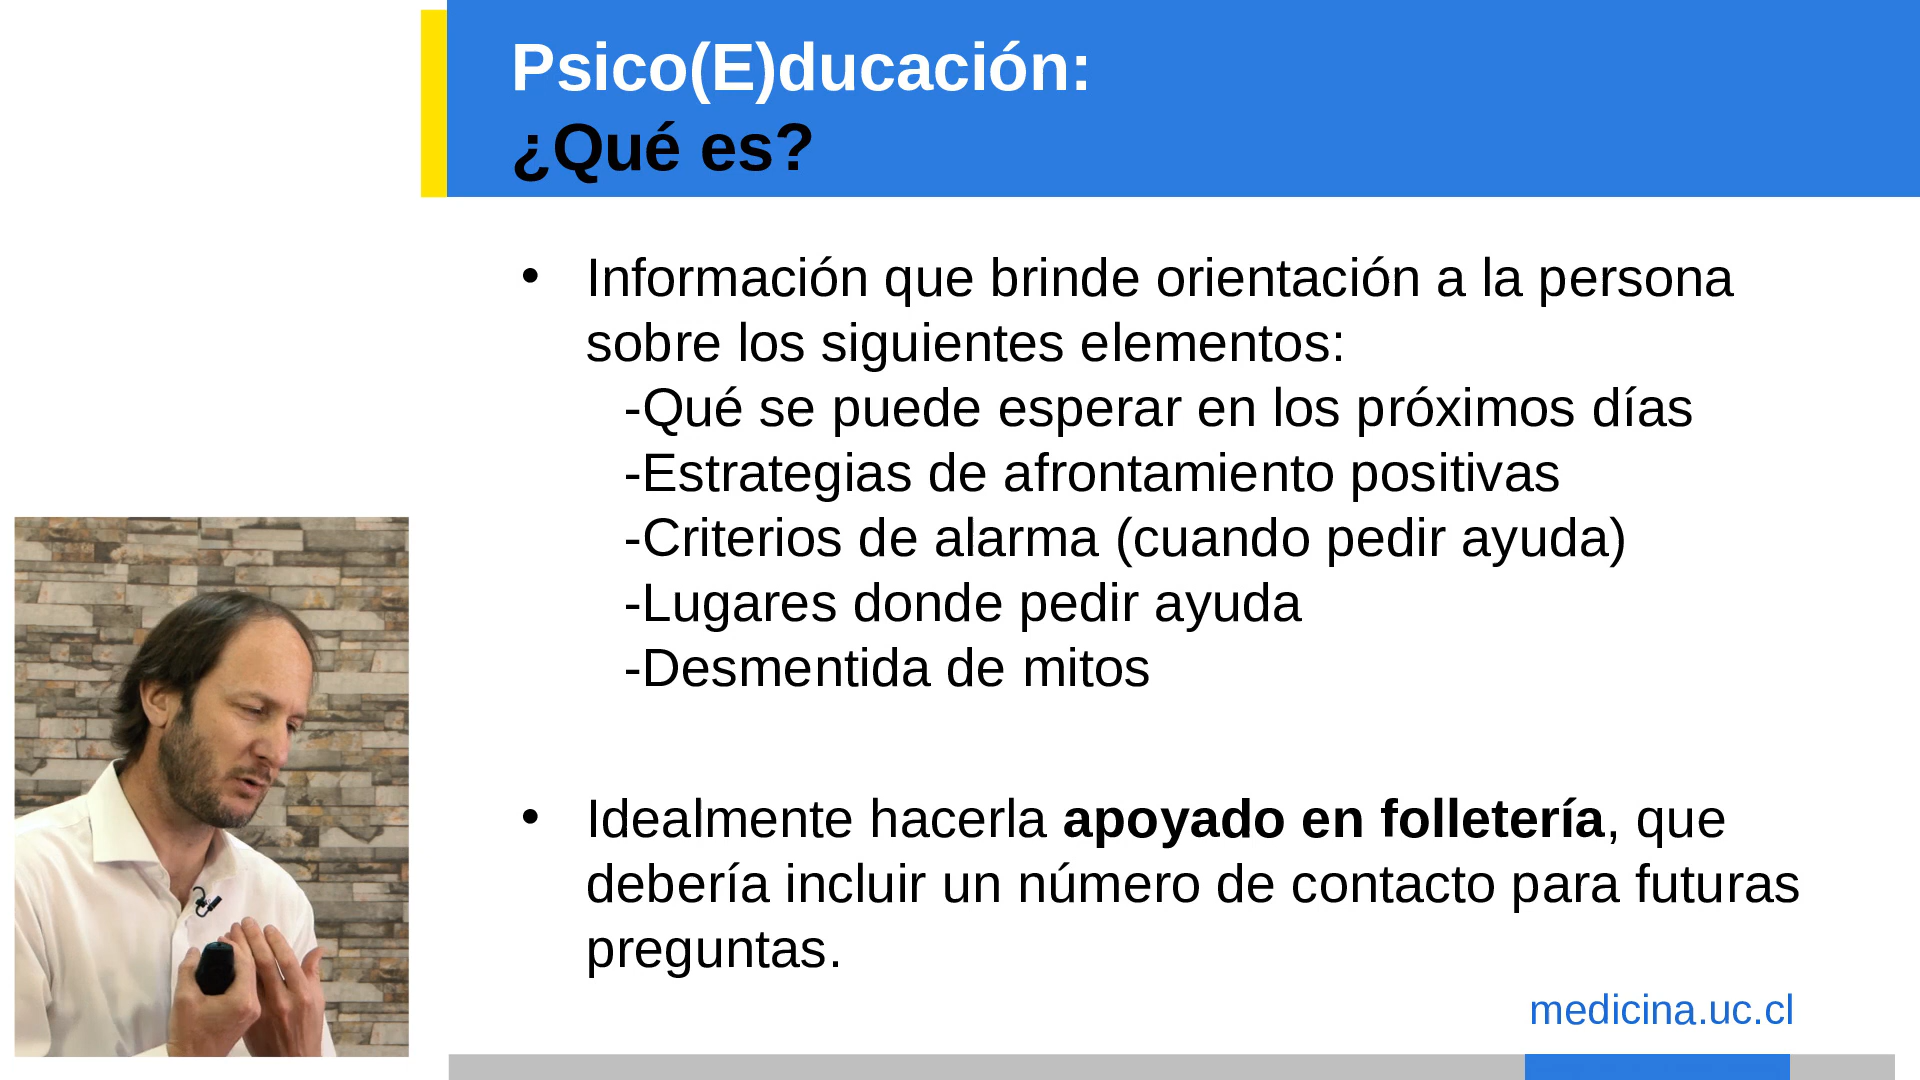 Psico(E)ducación:
¿Qué es?
• Información que brinde orientación a la persona
sobre los siguientes elementos:
-Qué se puede esperar en los próximos días
-Estrategias de afrontamiento positivas
-Criterios de alarma (cuando pedir ayuda)
-Lugares donde pedir ayuda
-Desmentida de mitos
• Idealmente hacerla apoyado en folletería, que
debería incluir un número de contacto para futuras
preguntas.
medicina.uc.cl